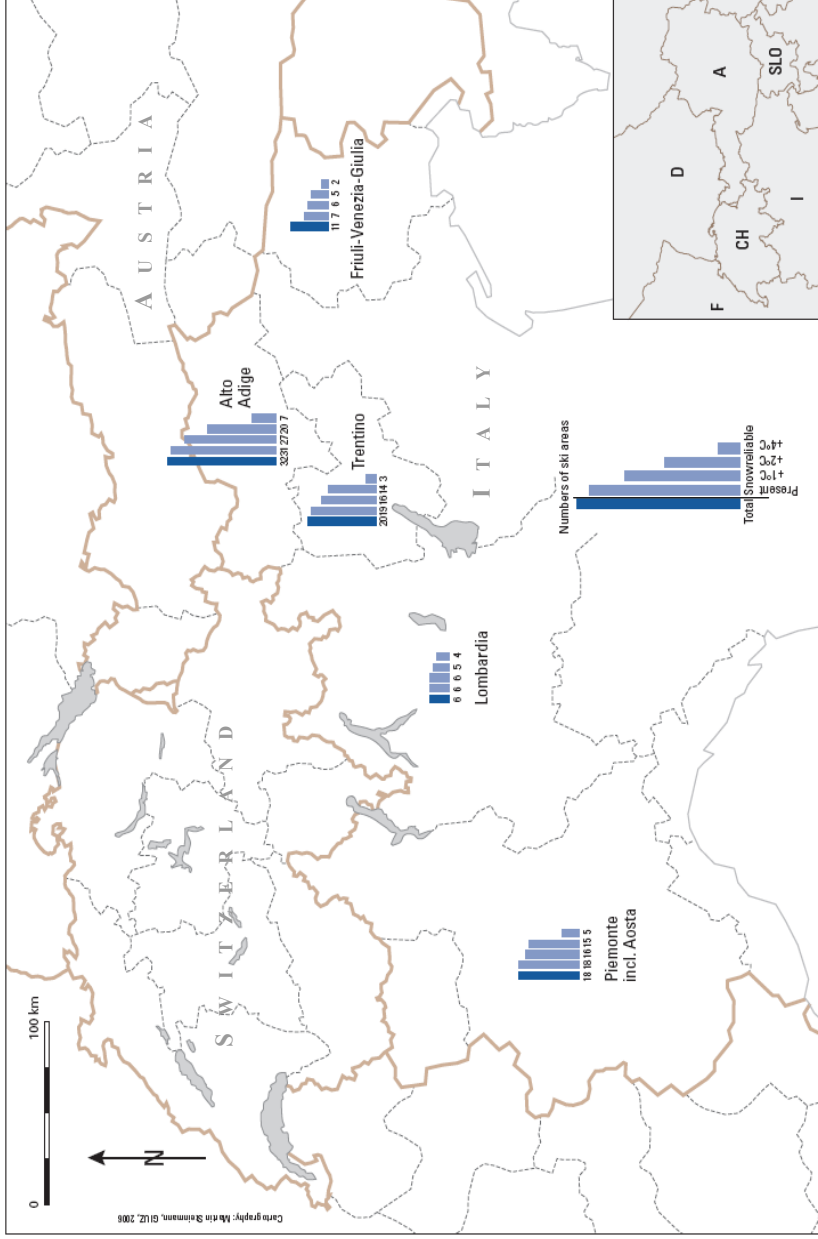 0
100 km
N
Cartography: Martin Steinmann, GIUZ, 2006
SWITZERLAND
AUSTRIA
ITALY
18 18 16 15 5
Piemonte
incl. Aosta
6 6 6 5 4
Lombardia
20 19 16 14 3
Trentino
32 31 27 20 7
Alto
Adige
11 7 6 5 2
Friuli-Venezia-Giulia
Numbers of ski areas
Total
Snowreliable
Present
+1°C
+2°C
+4°C
F
D
CH
A
I
SLO